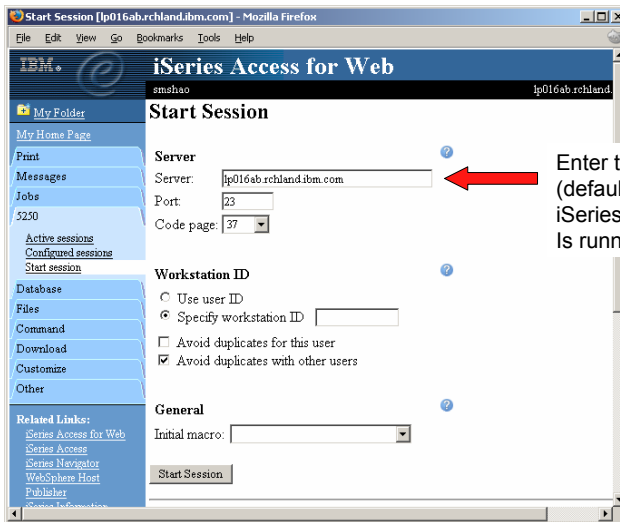 Start Session [lp016ab.rchland.ibm.com] - Mozilla Firefox
File Edit View Go Bookmarks Tools Help
IBM.
iSeries Access for Web
smshao lp016ab.rchland.
My Folder
My Home Page
Print
Messages
Jobs
5250
Active sessions
Configured sessions
Start session
Database
Files
Command
Download
Customize
Other
Related Links:
iSeries Access for Web
iSeries Access
iSeries Navigator
WebSphere Host
Publisher
iSeries Information
Start Session
Server
Server: lp016ab.rchland.ibm.com
Port: 23
Code page: 37
Workstation ID
Use user ID
Specify workstation ID
Avoid duplicates for this user
Avoid duplicates with other users
General
Initial macro:
Start Session
Enter t
(defaul
iSeries
Is runn